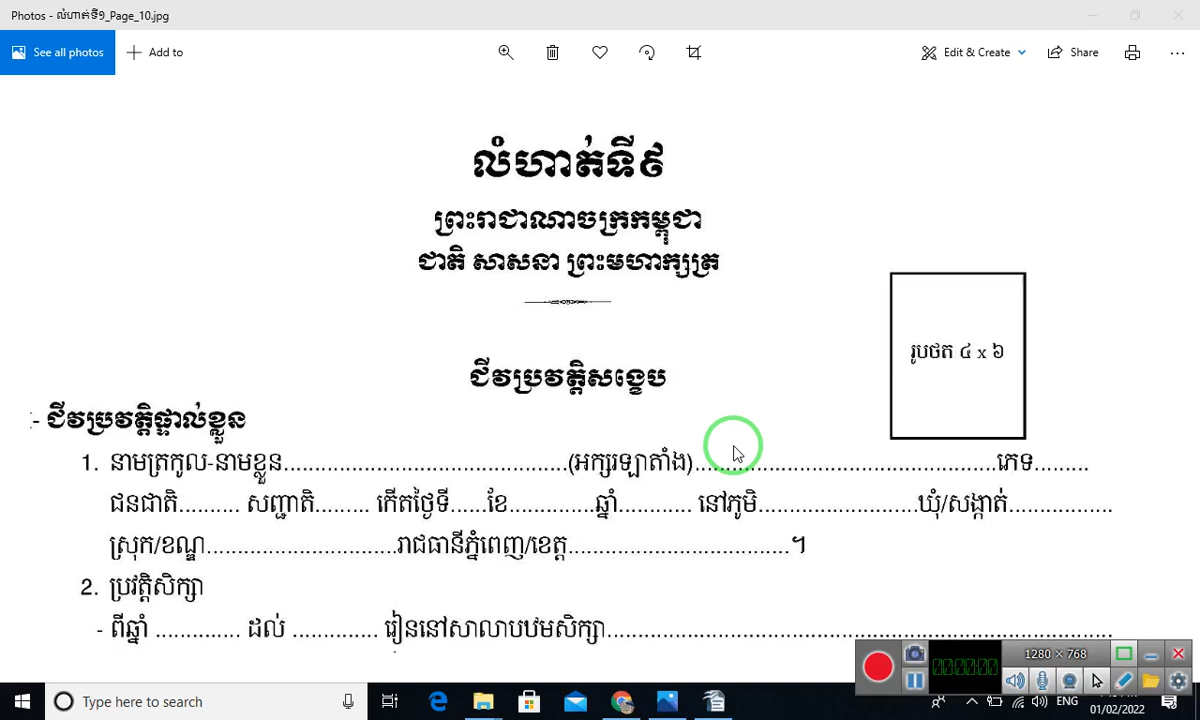 Photos - លំហាត់ទី9_Page_10.jpg
See all photos
Add to
Edit & Create
Share
លំហាត់ទី៩
ព្រះរាជាណាចក្រកម្ពុជា
ជាតិ សាសនា ព្រះមហាក្សត្រ
រូបថត ៤ x ៦
ជីវប្រវត្តិសង្ខេប
- ជីវប្រវត្តិផ្ទាល់ខ្លួន
1. នាមត្រកូល-នាមខ្លួន..........................................(អក្សរឡាតាំង).............................................ភេទ.........
ជនជាតិ.......... សញ្ជាតិ......... កើតថ្ងៃទី......ខែ..............ឆ្នាំ............ នៅភូមិ..........................ឃុំ/សង្កាត់.................
ស្រុក/ខណ្ឌ...............................រាជធានីភ្នំពេញ/ខេត្ត....................................។
2. ប្រវត្តិសិក្សា
- ពីឆ្នាំ .............. ដល់ .............. រៀននៅសាលាបឋមសិក្សា....................................................................................
1280 × 768
Type here to search
ENG
01/02/2022